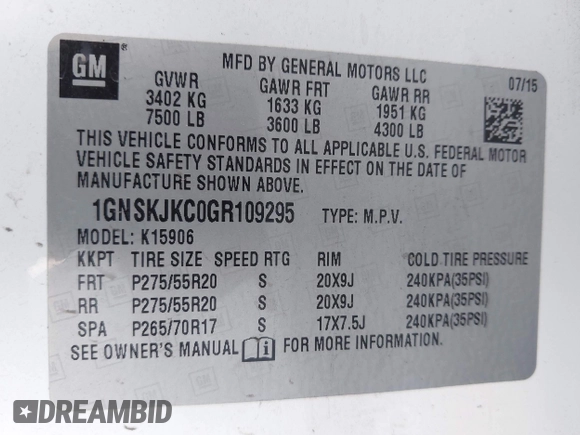 GM
MFD BY GENERAL MOTORS LLC
07/15
GVWR GAWR FRT GAWR RR
3402 KG 1633 KG 1951 KG
7500 LB 3600 LB 4300 LB
THIS VEHICLE CONFORMS TO ALL APPLICABLE U.S. FEDERAL MOTOR
VEHICLE SAFETY STANDARDS IN EFFECT ON THE DATE OF
MANUFACTURE SHOWN ABOVE.
1GNSKJKC0GR109295 TYPE: M.P.V.
MODEL: K15906
KKPT TIRE SIZE SPEED RTG RIM COLD TIRE PRESSURE
FRT P275/55R20 S 20X9J 240KPA(35PSI)
RR P275/55R20 S 20X9J 240KPA(35PSI)
SPA P265/70R17 S 17X7.5J 240KPA(35PSI)
SEE OWNER'S MANUAL FOR MORE INFORMATION.
DREAMBID